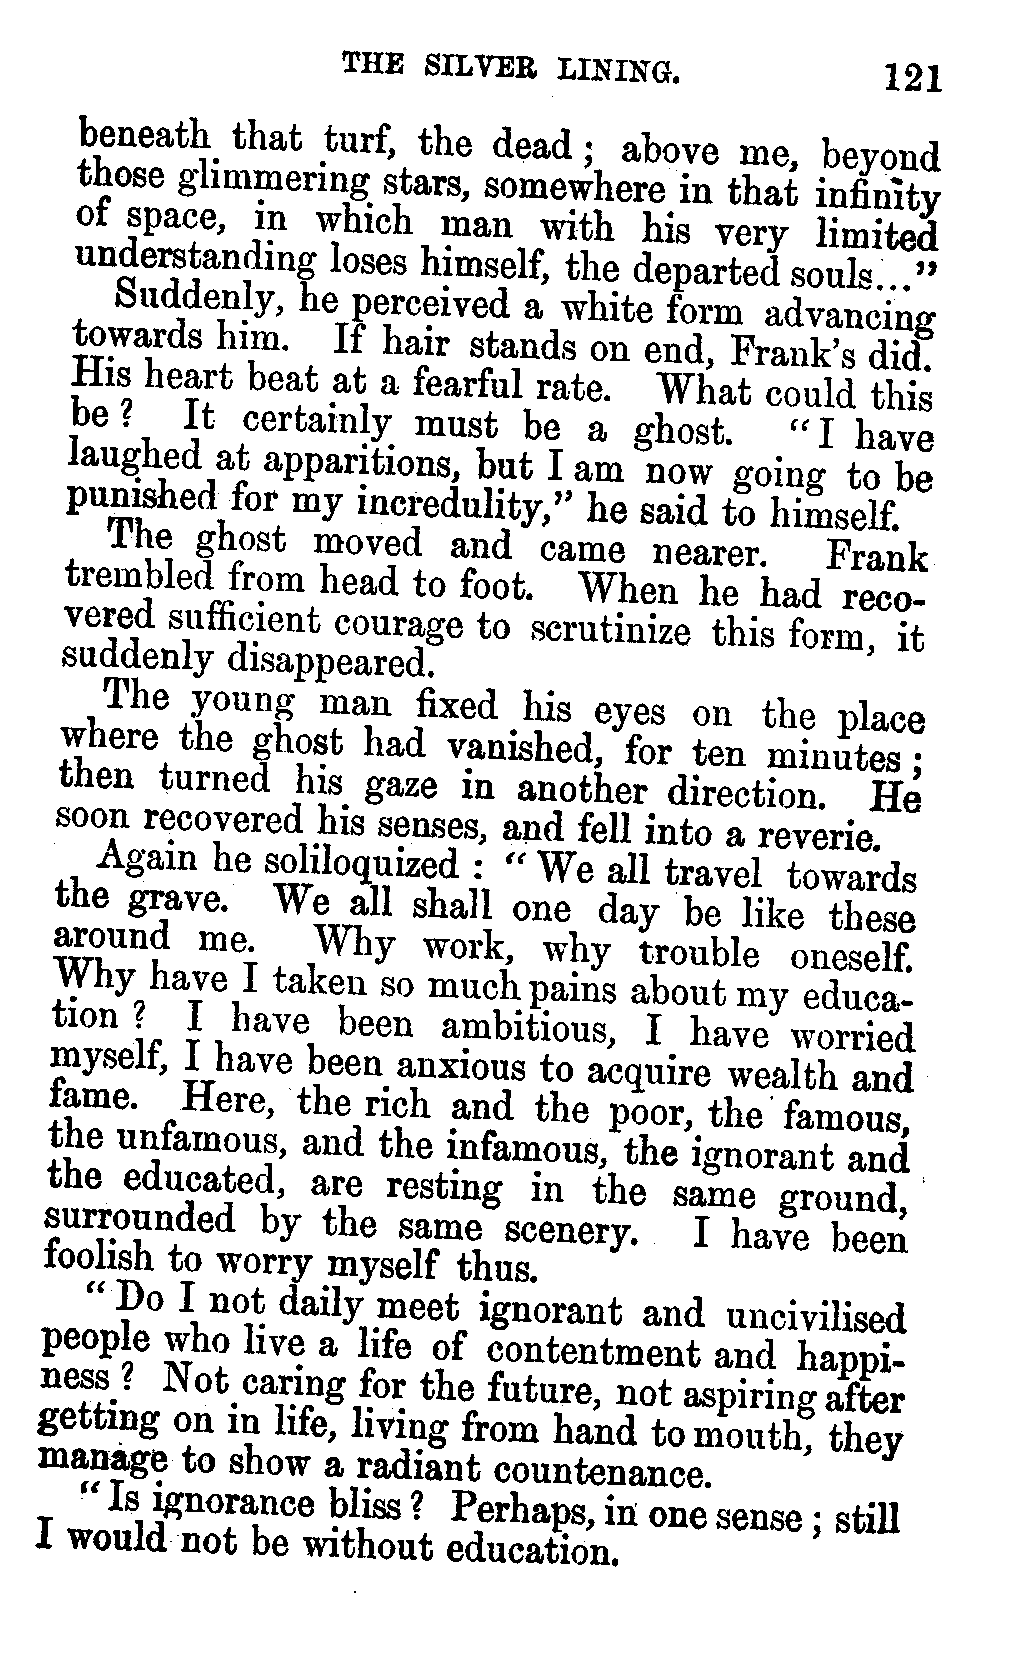 THE SILVER LINING. 121
beneath that turf, the dead ; above me, beyond
those glimmering stars, somewhere in that infinity
of space, in which man with his very limited
understanding loses himself, the departed souls..."
Suddenly, he perceived a white form advancing
towards him. If hair stands on end, Frank's did.
His heart beat at a fearful rate. What could this
be ? It certainly must be a ghost. "I have
laughed at apparitions, but I am now going to be
punished for my incredulity," he said to himself.
The ghost moved and came nearer. Frank
trembled from head to foot. When he had reco-
vered sufficient courage to scrutinize this form, it
suddenly disappeared.
The young man fixed his eyes on the place
where the ghost had vanished, for ten minutes ;
then turned his gaze in another direction. He
soon recovered his senses, and fell into a reverie.
Again he soliloquized : "We all travel towards
the grave. We all shall one day be like these
around me. Why work, why trouble oneself.
Why have I taken so much pains about my educa-
tion ? I have been ambitious, I have worried
myself, I have been anxious to acquire wealth and
fame. Here, the rich and the poor, the famous,
the unfamous, and the infamous, the ignorant and
the educated, are resting in the same ground,
surrounded by the same scenery. I have been
foolish to worry myself thus.
"Do I not daily meet ignorant and uncivilised
people who live a life of contentment and happi-
ness ? Not caring for the future, not aspiring after
getting on in life, living from hand to mouth, they
manage to show a radiant countenance.
"Is ignorance bliss ? Perhaps, in one sense ; still
I would not be without education.